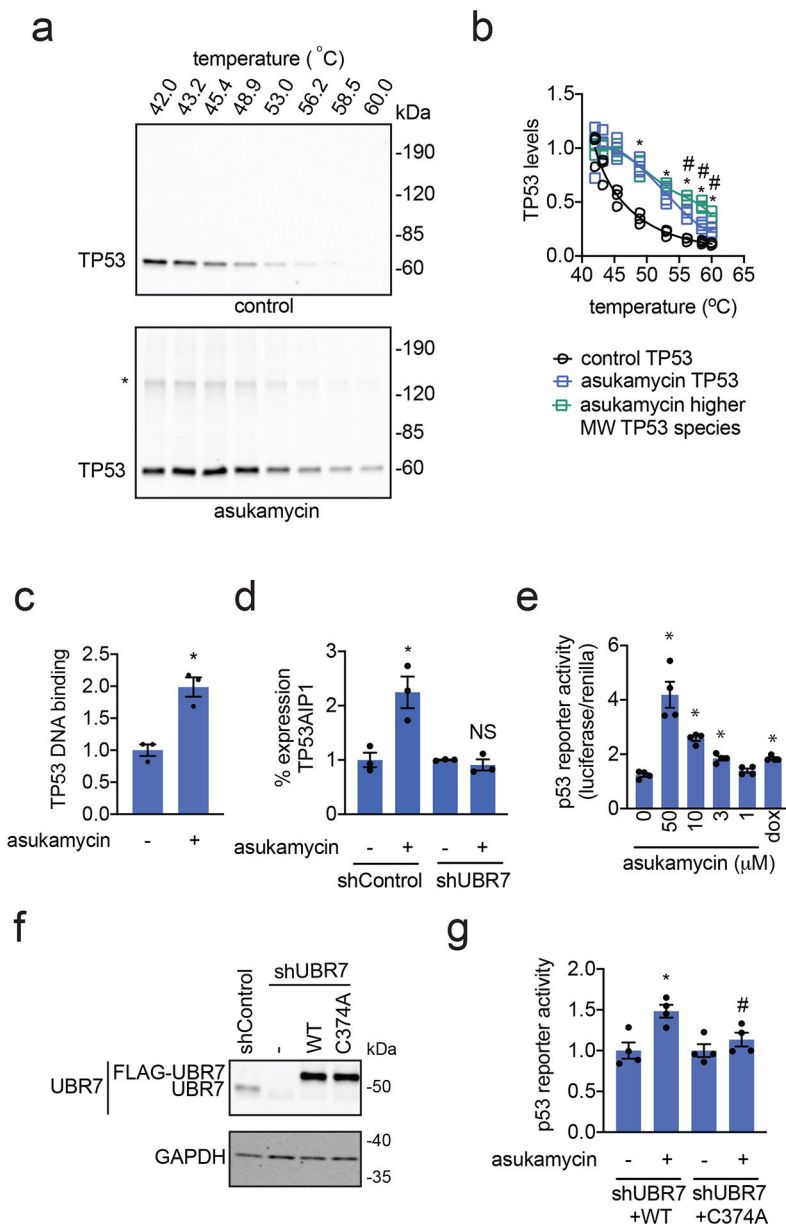 a
temperature (°C)
42.0 43.2 45.4 48.9 53.0 56.2 58.5 60.0
kDa
-190
-120
-85
TP53 -60
control
-190
* -120
-85
TP53 -60
asukamycin
b
TP53 levels
1.5
1.0
0.5
0.0
* * * * *
# # #
40 45 50 55 60 65
temperature (°C)
control TP53
asukamycin TP53
asukamycin higher
MW TP53 species
c
TP53 DNA binding
2.5
2.0
1.5
1.0
0.5
0.0
*
asukamycin - +
d
% expression
TP53AIP1
3
2
1
0
*
NS
asukamycin - + - +
shControl shUBR7
e
p53 reporter activity
(luciferase/renilla)
6
4
2
0
* * * *
0 50 10 3 1 dox
asukamycin (μM)
f
shUBR7
shControl - WT C374A
kDa
UBR7
FLAG-UBR7
UBR7 -50
-40
GAPDH
-35
g
p53 reporter activity
2.0
1.5
1.0
0.5
0.0
* #
asukamycin - + - +
shUBR7 shUBR7
+WT +C374A